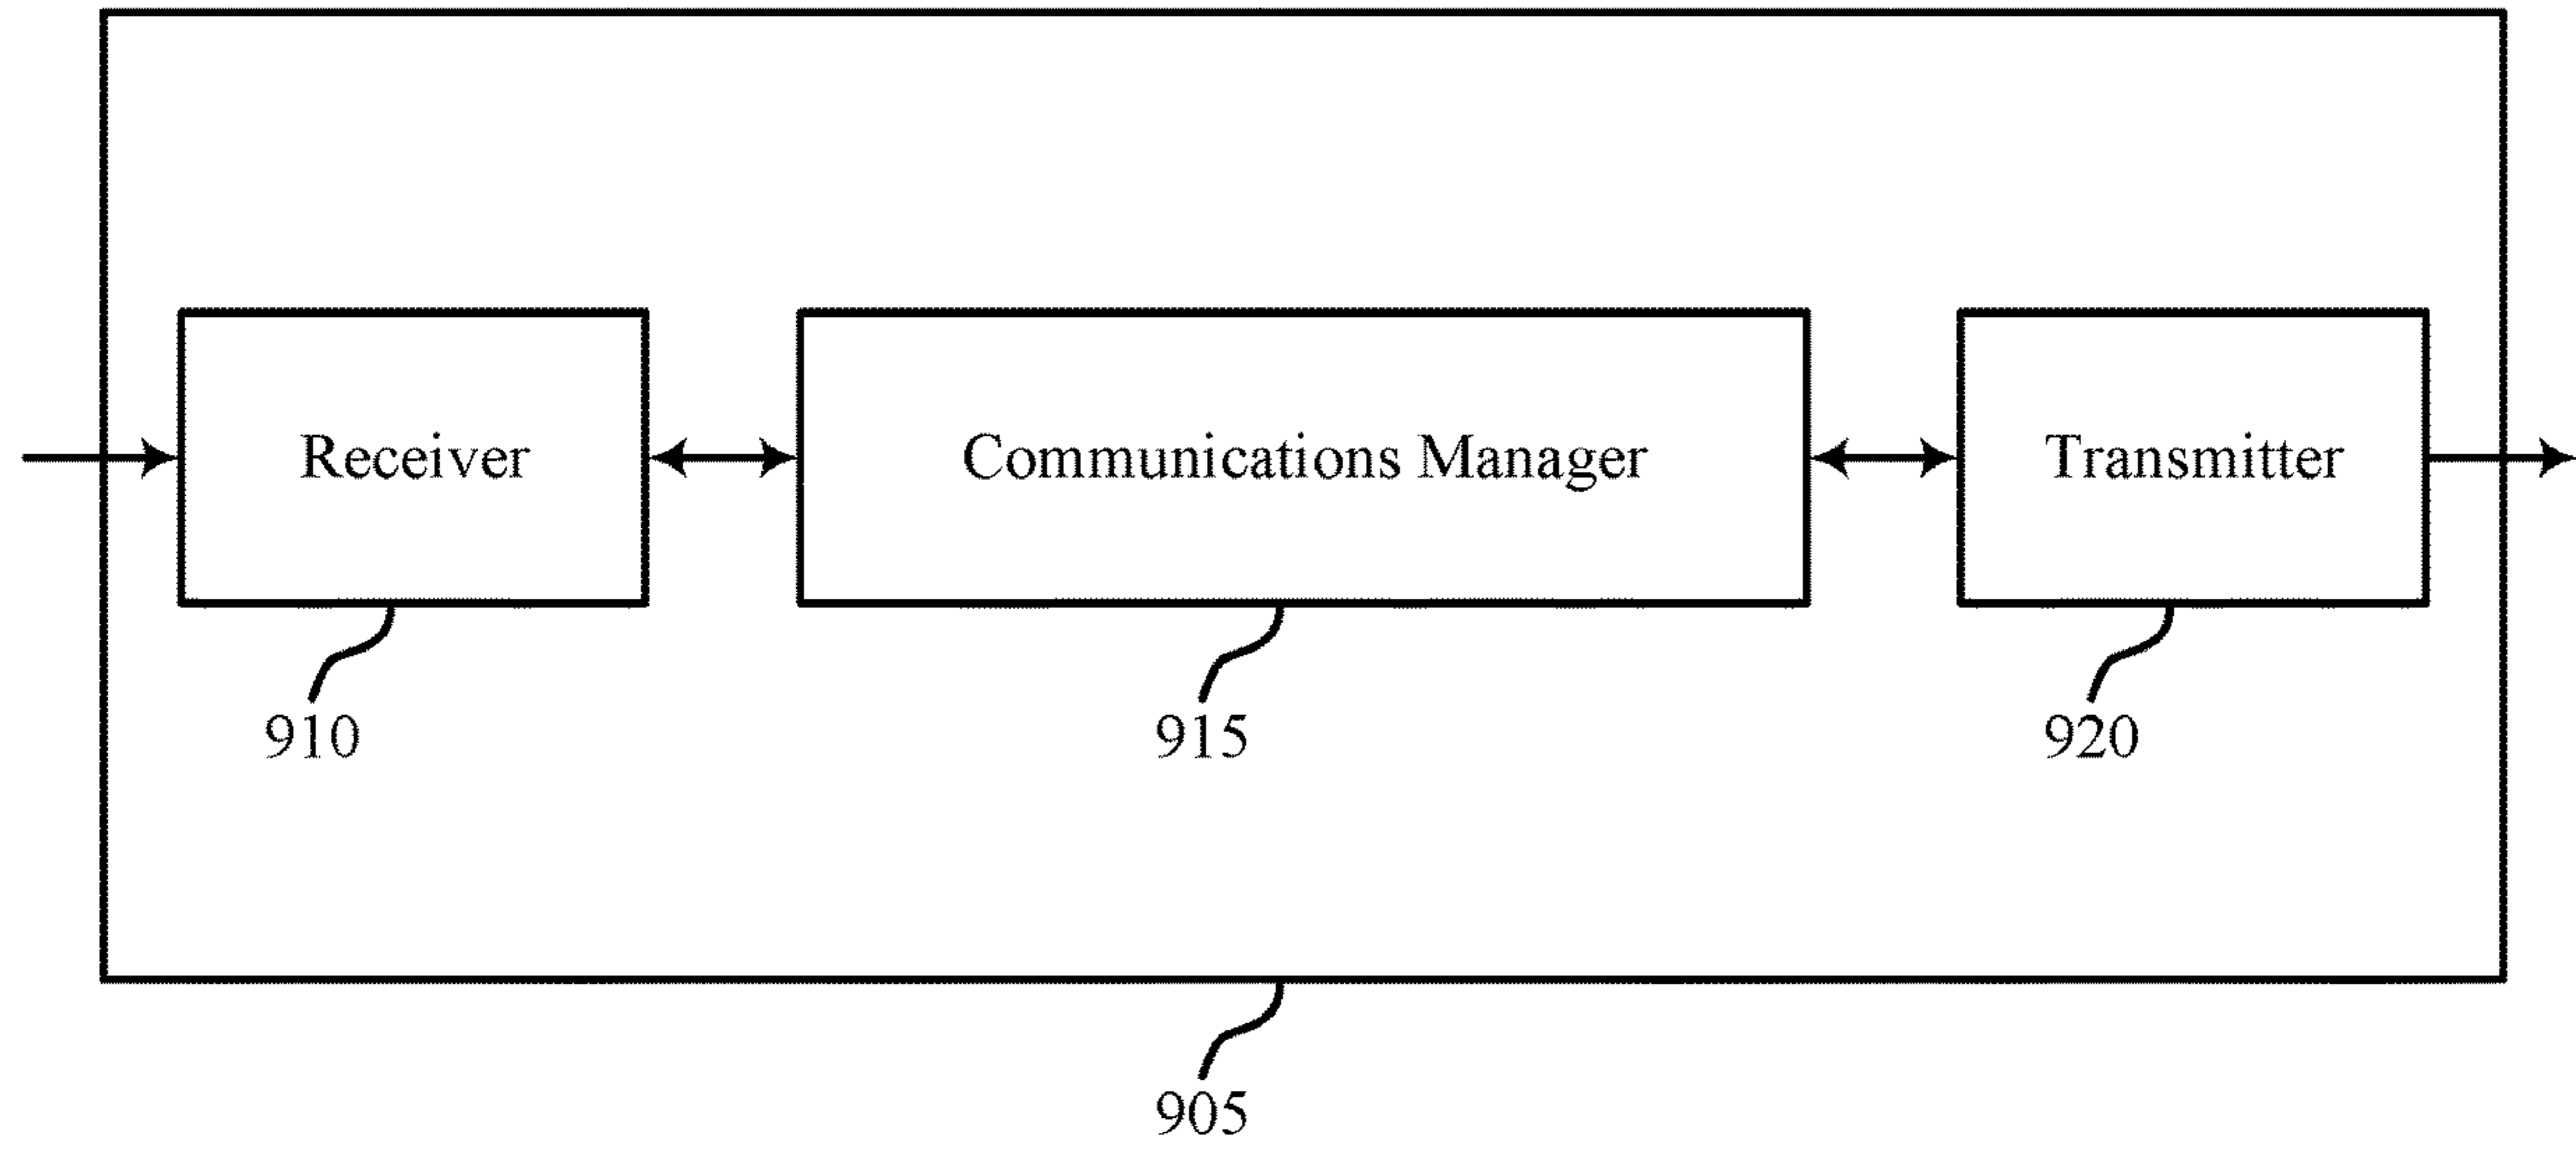 Receiver
Communications Manager
Transmitter
910
915
920
905